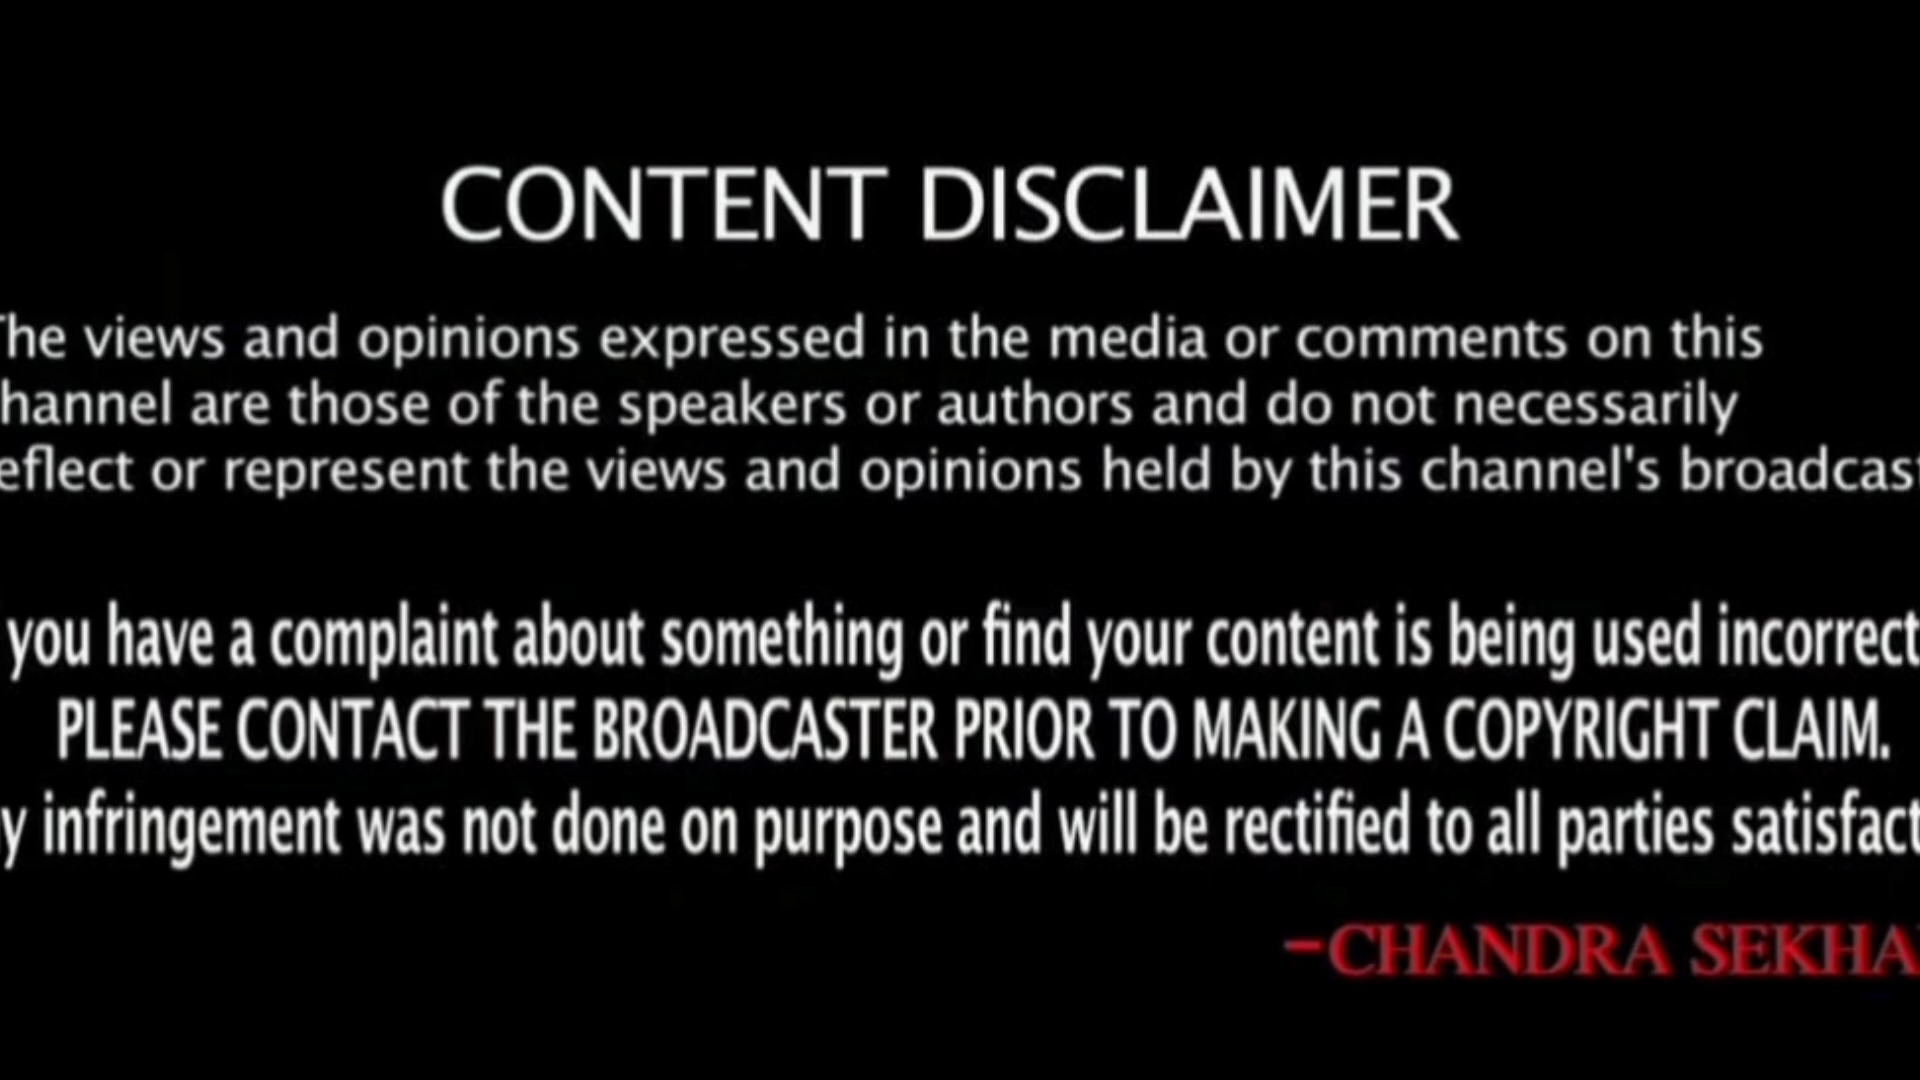 CONTENT DISCLAIMER
The views and opinions expressed in the media or comments on this
hannel are those of the speakers or authors and do not necessarily
eflect or represent the views and opinions held by this channel's broadcast
you have a complaint about something or find your content is being used incorrect
PLEASE CONTACT THE BROADCASTER PRIOR TO MAKING A COPYRIGHT CLAIM.
y infringement was not done on purpose and will be rectified to all parties satisfact
-CHANDRA SEKHA